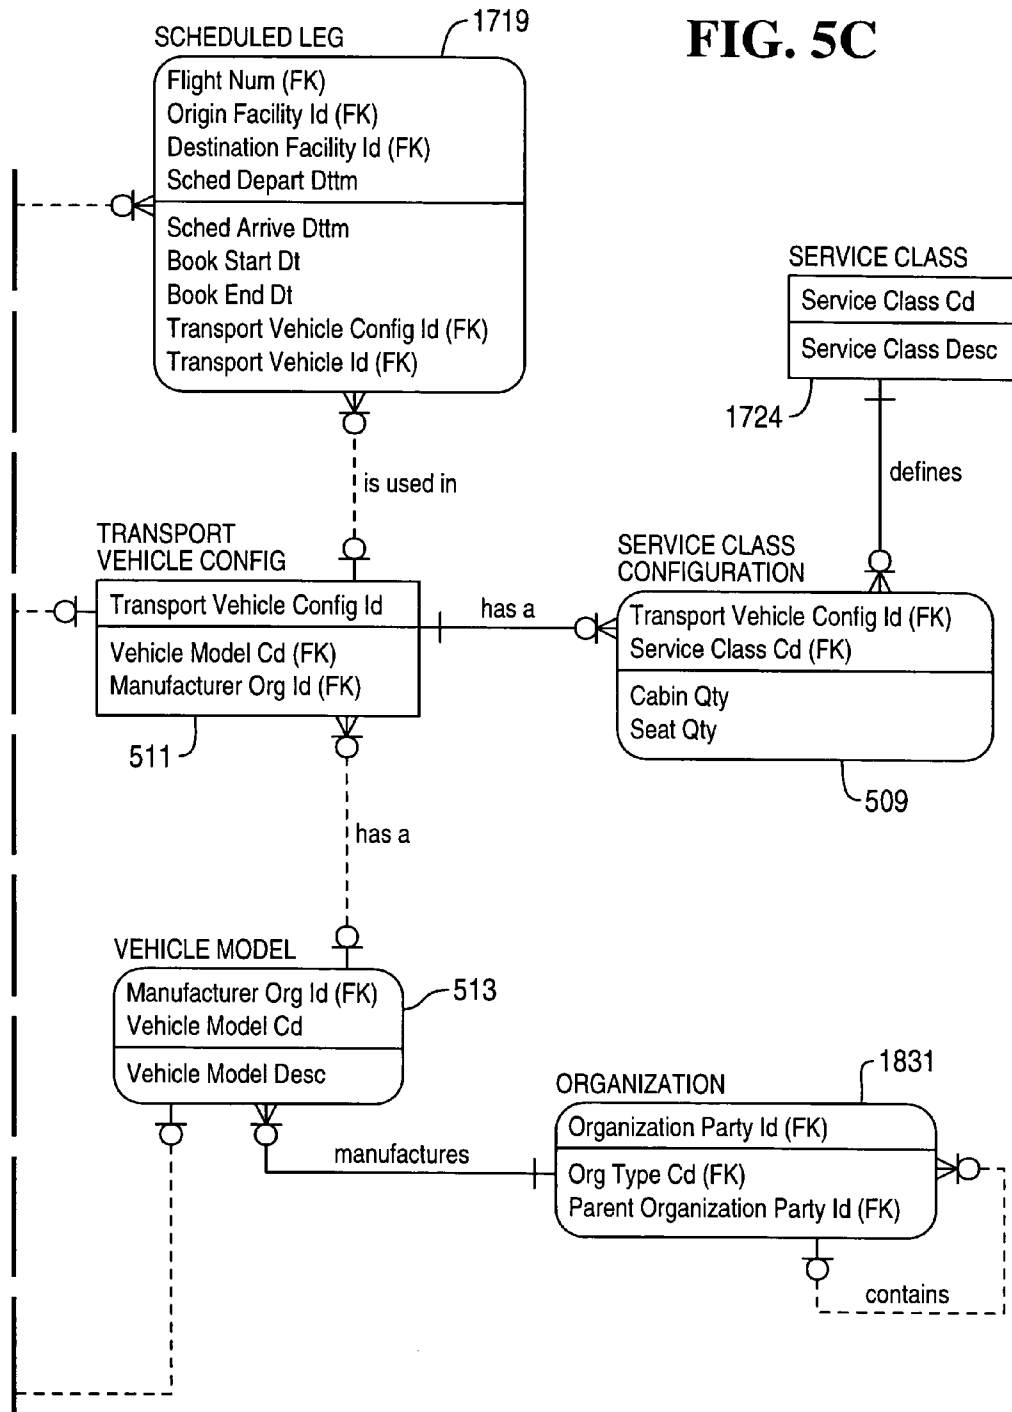 FIG. 5C
SCHEDULED LEG
1719
Flight Num (FK)
Origin Facility Id (FK)
Destination Facility Id (FK)
Sched Depart Dttm
Sched Arrive Dttm
Book Start Dt
Book End Dt
Transport Vehicle Config Id (FK)
Transport Vehicle Id (FK)
SERVICE CLASS
Service Class Cd
Service Class Desc
1724
is used in
defines
TRANSPORT
VEHICLE CONFIG
Transport Vehicle Config Id
Vehicle Model Cd (FK)
Manufacturer Org Id (FK)
511
has a
SERVICE CLASS
CONFIGURATION
Transport Vehicle Config Id (FK)
Service Class Cd (FK)
Cabin Qty
Seat Qty
509
has a
VEHICLE MODEL
513
Manufacturer Org Id (FK)
Vehicle Model Cd
Vehicle Model Desc
manufactures
ORGANIZATION
1831
Organization Party Id (FK)
Org Type Cd (FK)
Parent Organization Party Id (FK)
contains